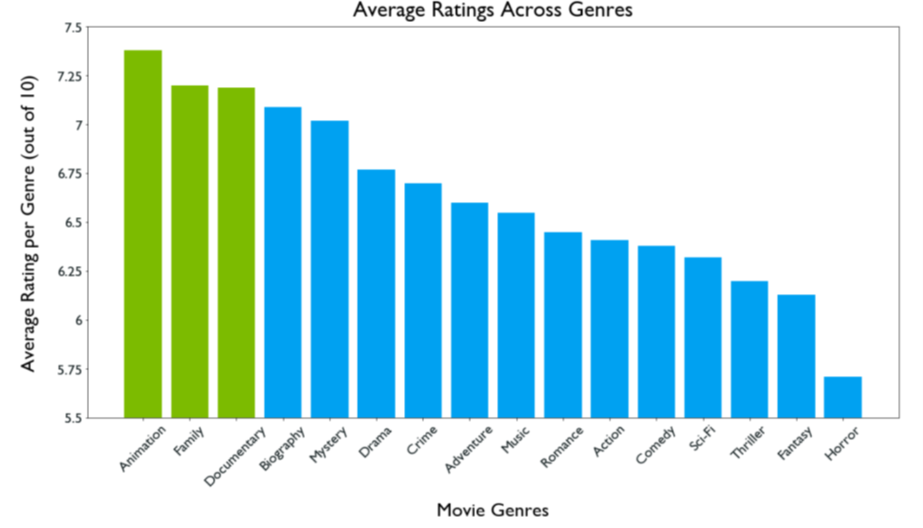 Average Ratings Across Genres
Average Rating per Genre (out of 10)
7.5
7.25
7
6.75
6.5
6.25
6
5.75
5.5
Animation
Family
Documentary
Biography
Mystery
Drama
Crime
Adventure
Music
Romance
Action
Comedy
Sci-Fi
Thriller
Fantasy
Horror
Movie Genres